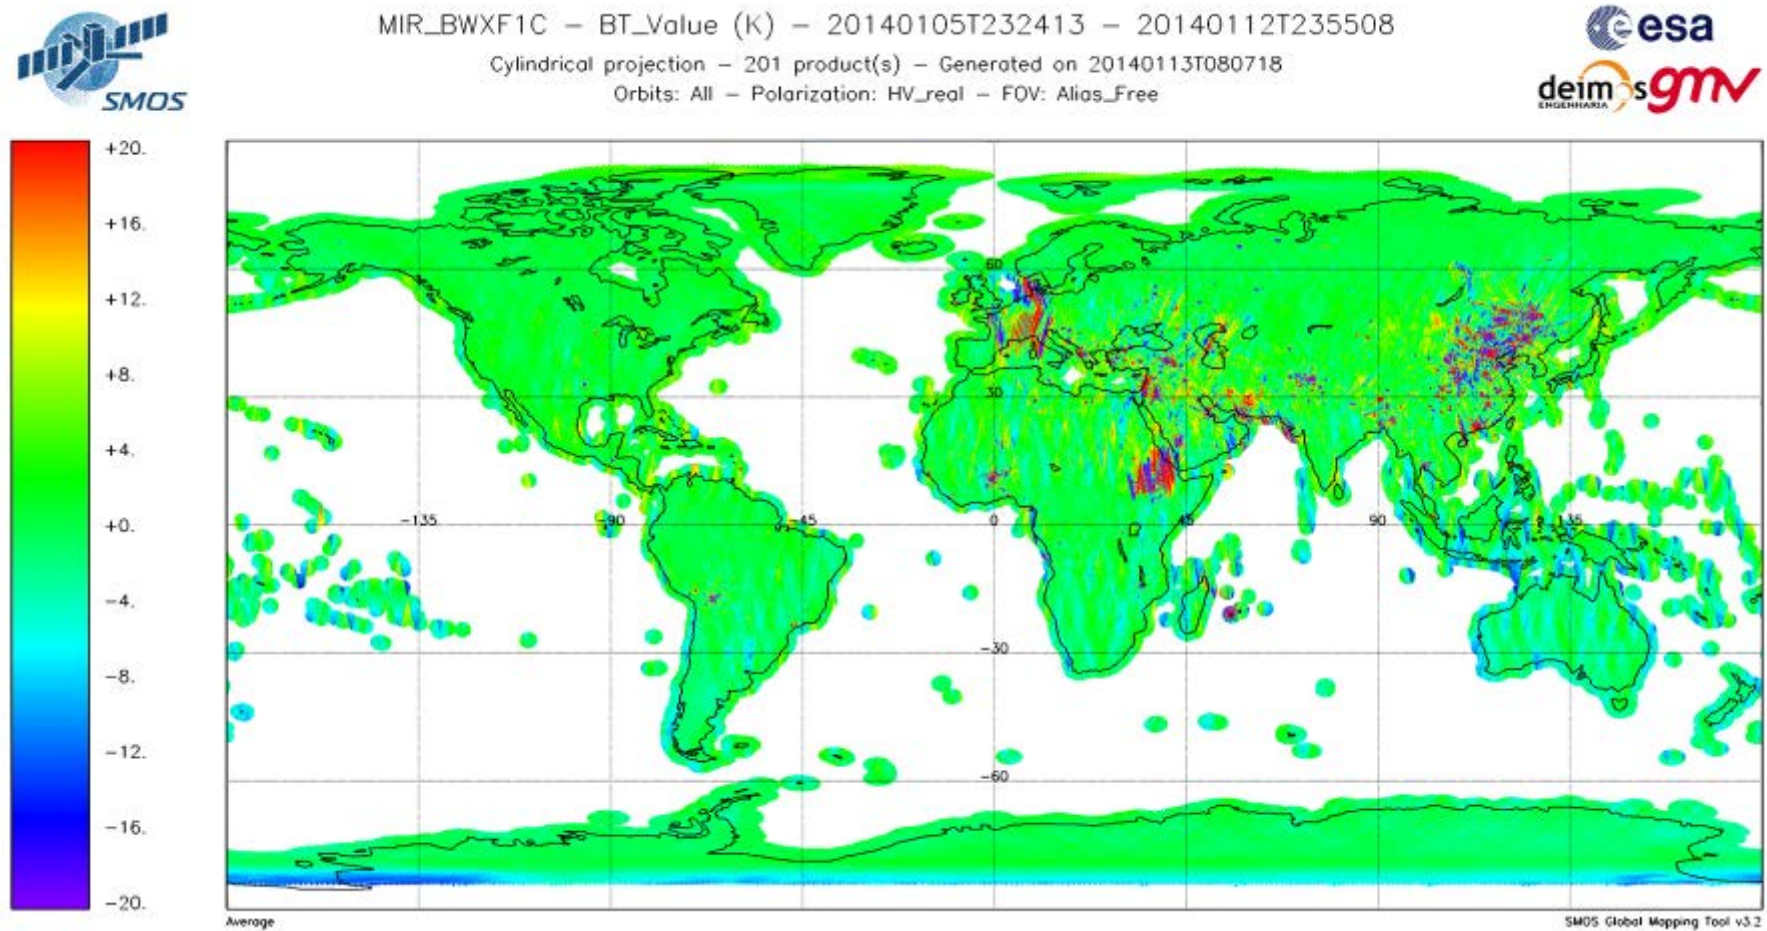 MIR_BWXF1C – BT_Value (K) – 20140105T232413 – 20140112T235508
Cylindrical projection – 201 product(s) – Generated on 20140113T080718
Orbits: All – Polarization: HV_real – FOV: Alias_Free
SMOS
esa
deimos
ENGENHARIA
gmv
+20.
+16.
+12.
+8.
+4.
+0.
−4.
−8.
−12.
−16.
−20.
60
30
−135
−90
−45
0
45
90
135
−30
−60
Average
SMOS Global Mapping Tool v3.2